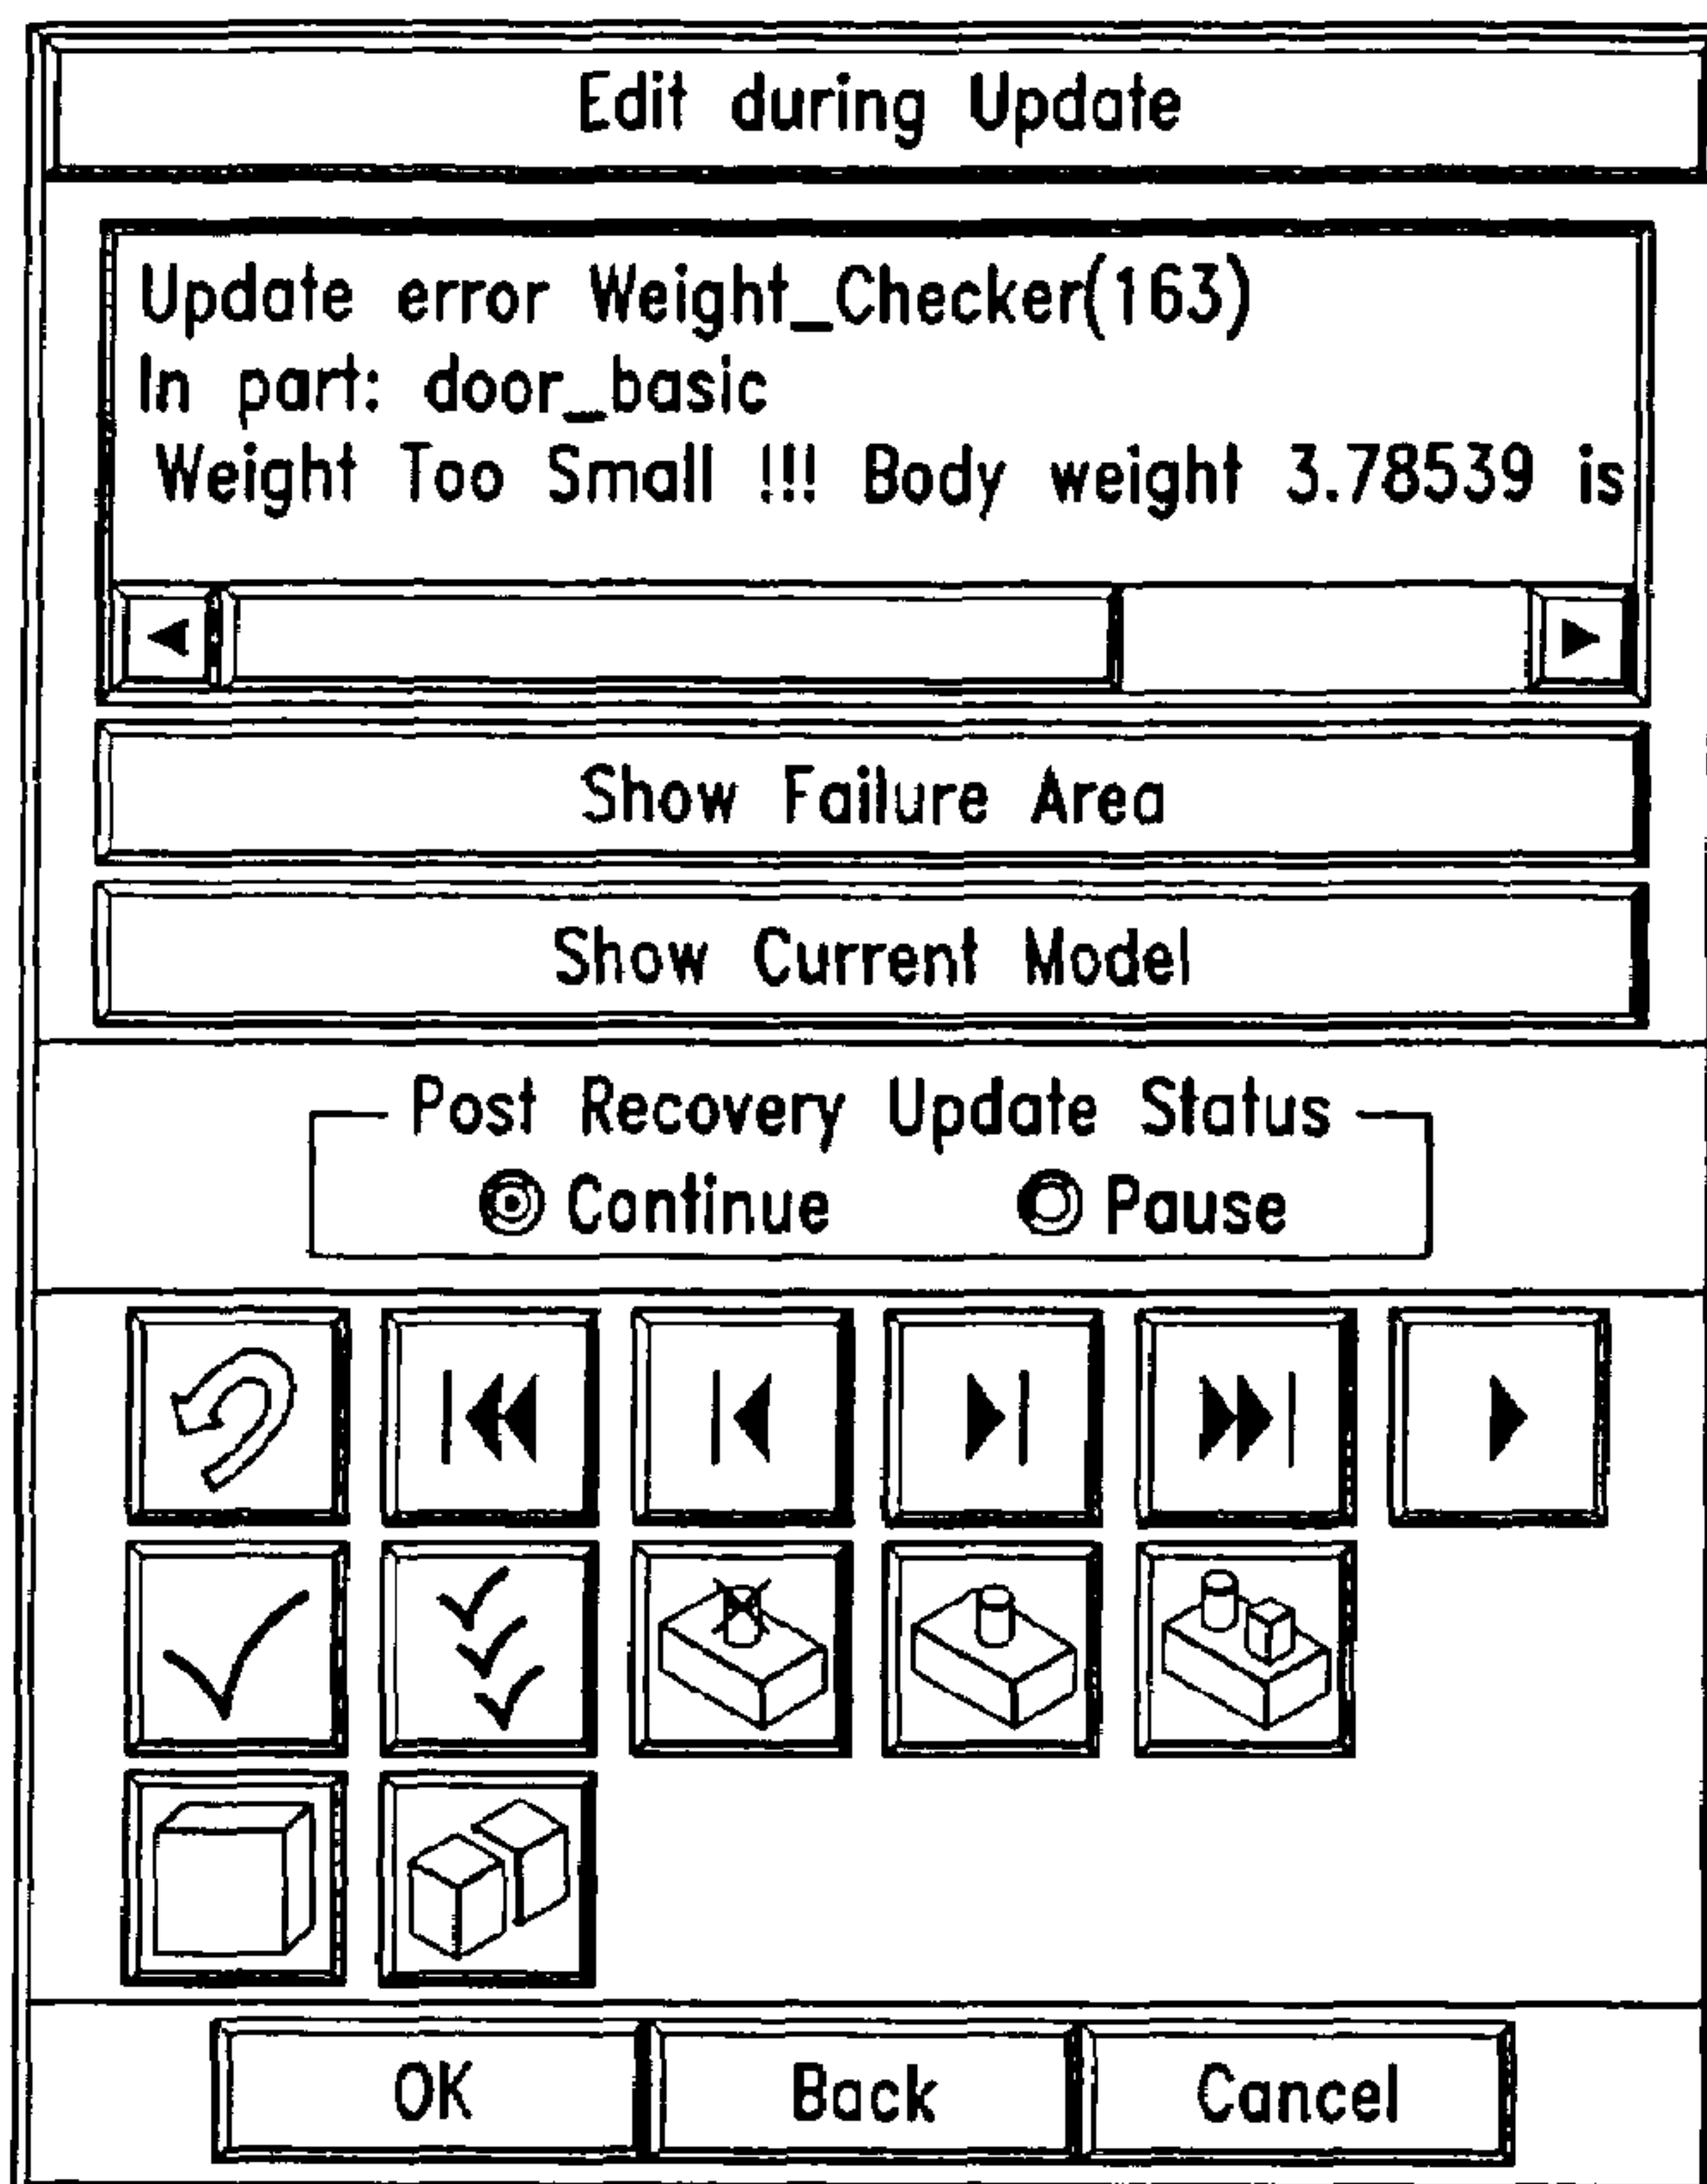 Edit during Update
Update error Weight_Checker(163)
In part: door_basic
Weight Too Small !!! Body weight 3.78539 is
Show Failure Area
Show Current Model
Post Recovery Update Status
Continue Pause
OK Back Cancel